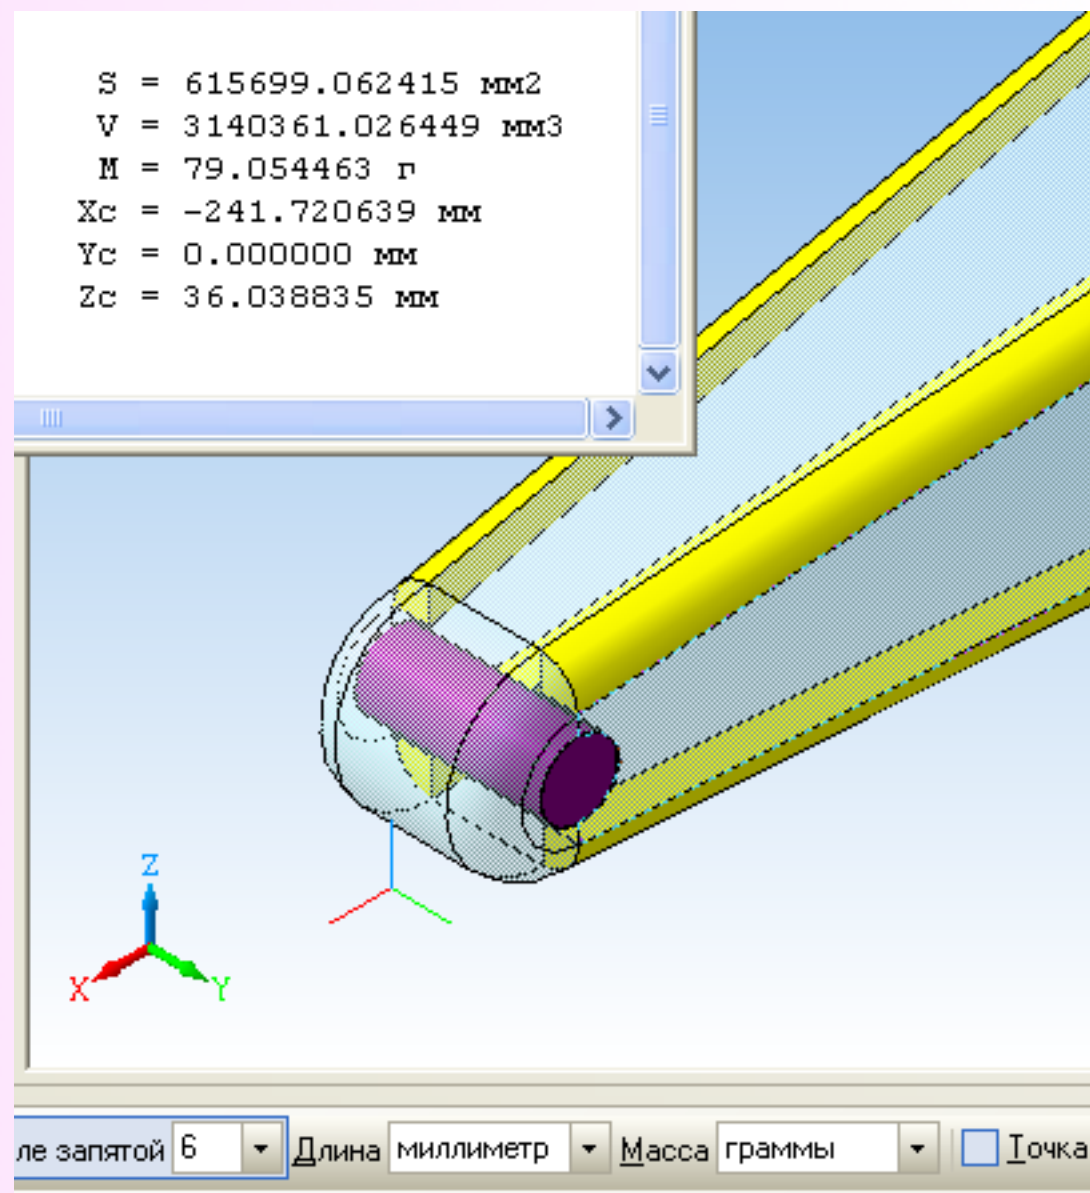 S = 615699.062415 мм2
V = 3140361.026449 мм3
M = 79.054463 г
Xc = -241.720639 мм
Yc = 0.000000 мм
Zc = 36.038835 мм
Z
X
Y
ле запятой 6 Длина миллиметр Масса граммы Точка